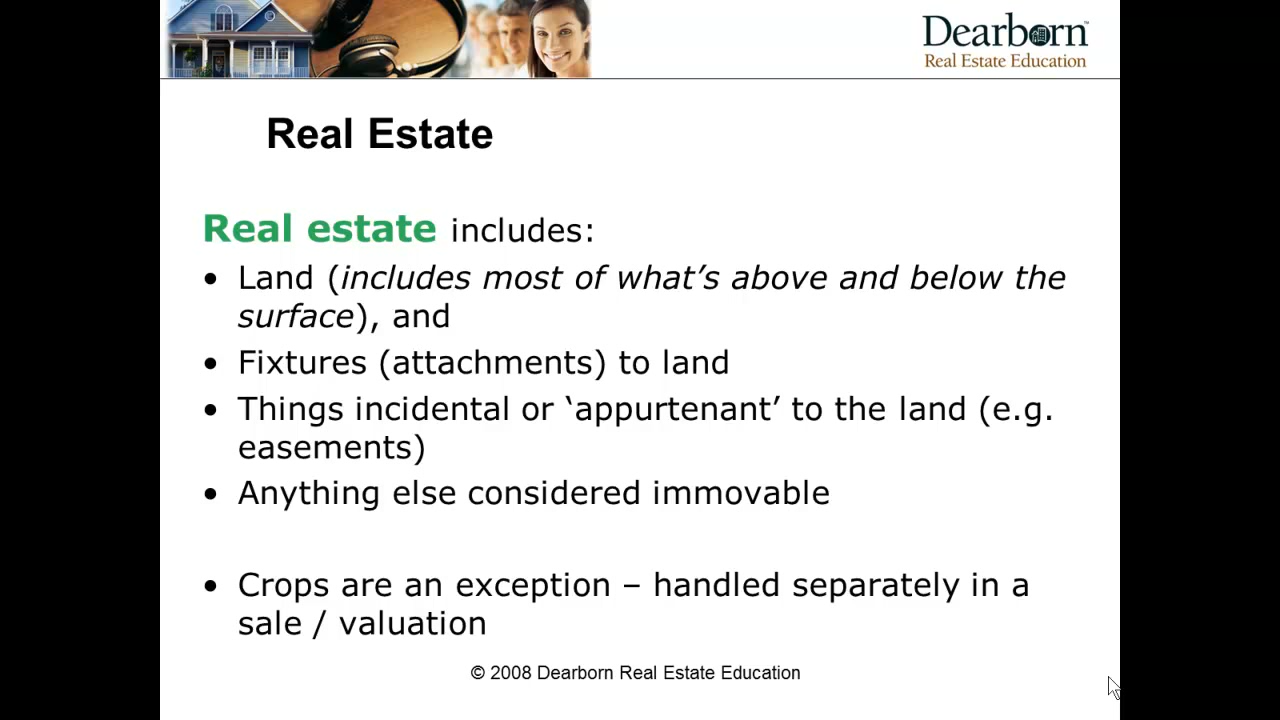 Dearborn™
Real Estate Education
Real Estate
Real estate includes:
• Land (includes most of what’s above and below the
surface), and
• Fixtures (attachments) to land
• Things incidental or ‘appurtenant’ to the land (e.g.
easements)
• Anything else considered immovable
• Crops are an exception – handled separately in a
sale / valuation
© 2008 Dearborn Real Estate Education